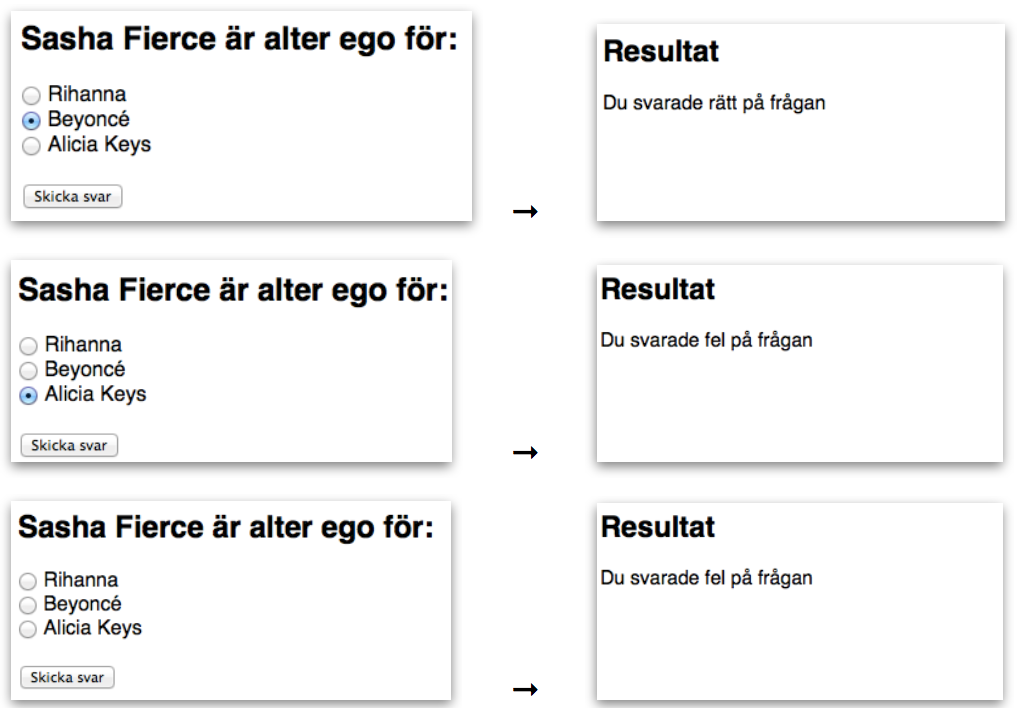 Sasha Fierce är alter ego för:
Rihanna
Beyoncé
Alicia Keys
Skicka svar
→
Resultat
Du svarade rätt på frågan
Sasha Fierce är alter ego för:
Rihanna
Beyoncé
Alicia Keys
Skicka svar
→
Resultat
Du svarade fel på frågan
Sasha Fierce är alter ego för:
Rihanna
Beyoncé
Alicia Keys
Skicka svar
→
Resultat
Du svarade fel på frågan